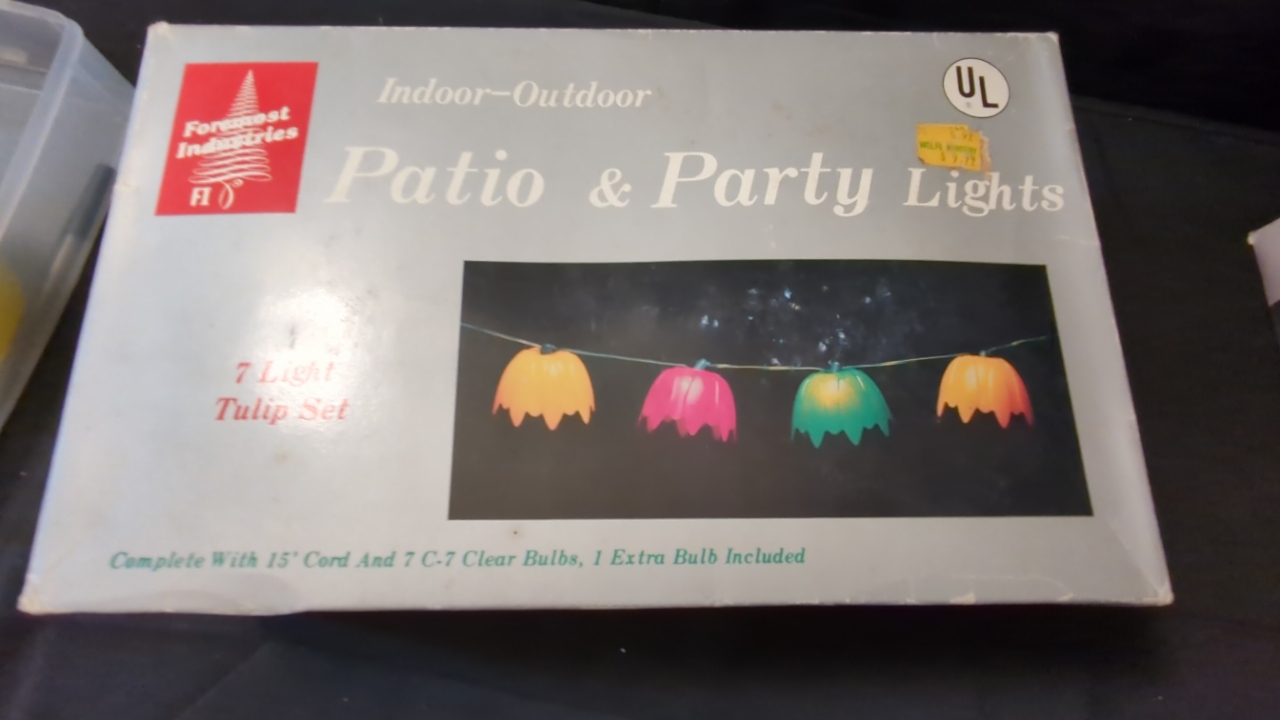 Foremost
Industries
FI
Indoor-Outdoor
UL
Patio & Party Lights
7 Light
Tulip Set
Complete With 15' Cord And 7 C-7 Clear Bulbs, 1 Extra Bulb Included